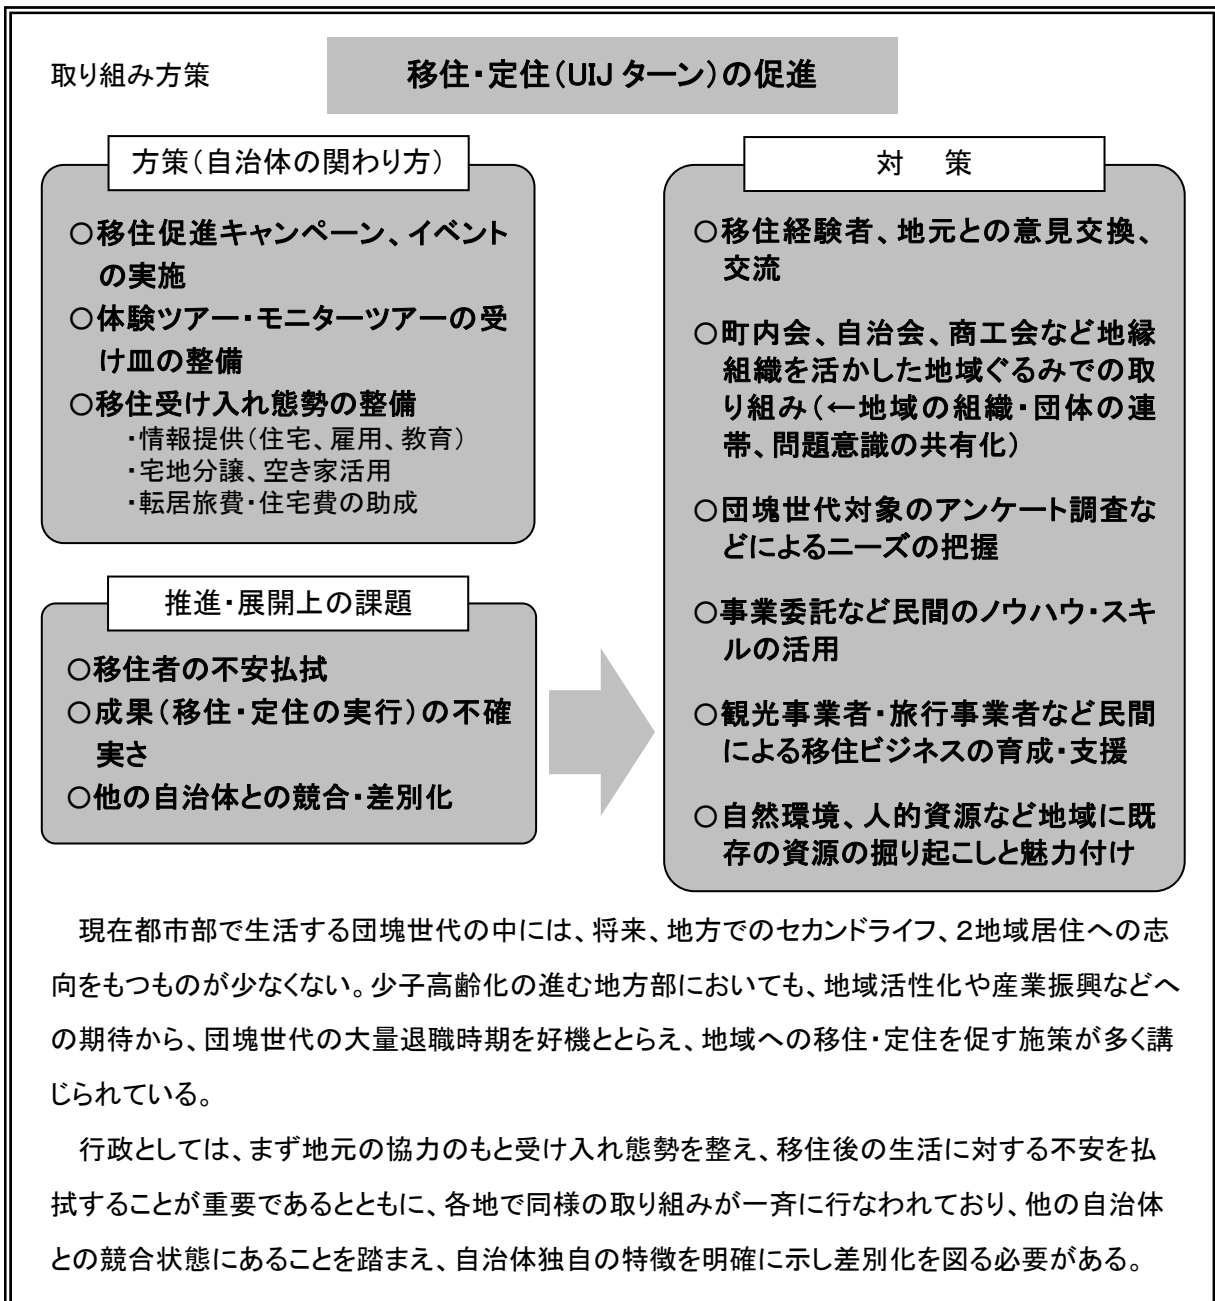 取り組み方策
移住・定住（UIJ ターン）の促進
方策（自治体の関わり方）
○移住促進キャンペーン、イベント
の実施
○体験ツアー・モニターツアーの受
け皿の整備
○移住受け入れ態勢の整備
・情報提供（住宅、雇用、教育）
・宅地分譲、空き家活用
・転居旅費・住宅費の助成
推進・展開上の課題
○移住者の不安払拭
○成果（移住・定住の実行）の不確
実さ
○他の自治体との競合・差別化
対　策
○移住経験者、地元との意見交換、
交流
○町内会、自治会、商工会など地縁
組織を活かした地域ぐるみでの取
り組み（←地域の組織・団体の連
帯、問題意識の共有化）
○団塊世代対象のアンケート調査な
どによるニーズの把握
○事業委託など民間のノウハウ・スキ
ルの活用
○観光事業者・旅行事業者など民間
による移住ビジネスの育成・支援
○自然環境、人的資源など地域に既
存の資源の掘り起こしと魅力付け
現在都市部で生活する団塊世代の中には、将来、地方でのセカンドライフ、２地域居住への志
向をもつものが少なくない。少子高齢化の進む地方部においても、地域活性化や産業振興などへ
の期待から、団塊世代の大量退職時期を好機ととらえ、地域への移住・定住を促す施策が多く講
じられている。
行政としては、まず地元の協力のもと受け入れ態勢を整え、移住後の生活に対する不安を払
拭することが重要であるとともに、各地で同様の取り組みが一斉に行なわれており、他の自治体
との競合状態にあることを踏まえ、自治体独自の特徴を明確に示し差別化を図る必要がある。